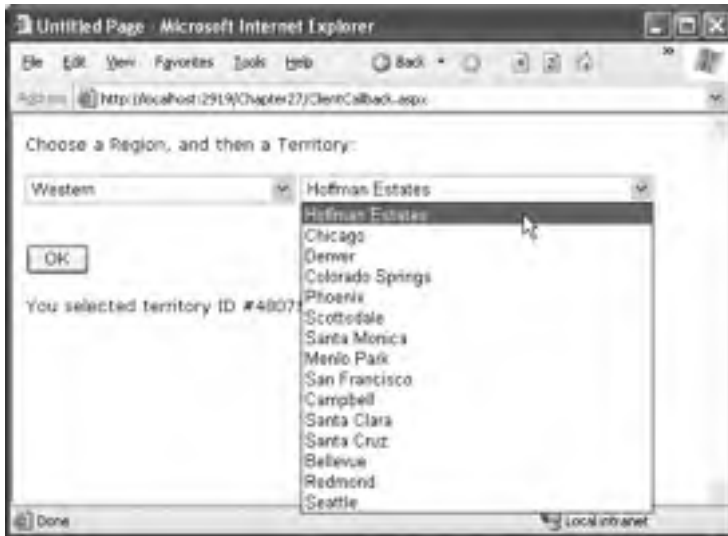 Untitled Page - Microsoft Internet Explorer
File Edit View Favorites Tools Help Back »
Address http://localhost:2919/Chapter27/ClientCallback.aspx
Choose a Region, and then a Territory:
Western Hoffman Estates
Hoffman Estates
Chicago
Denver
Colorado Springs
Phoenix
Scottsdale
Santa Monica
Menlo Park
San Francisco
Campbell
Santa Clara
Santa Cruz
Bellevue
Redmond
Seattle
OK
You selected territory ID
Done Local intranet